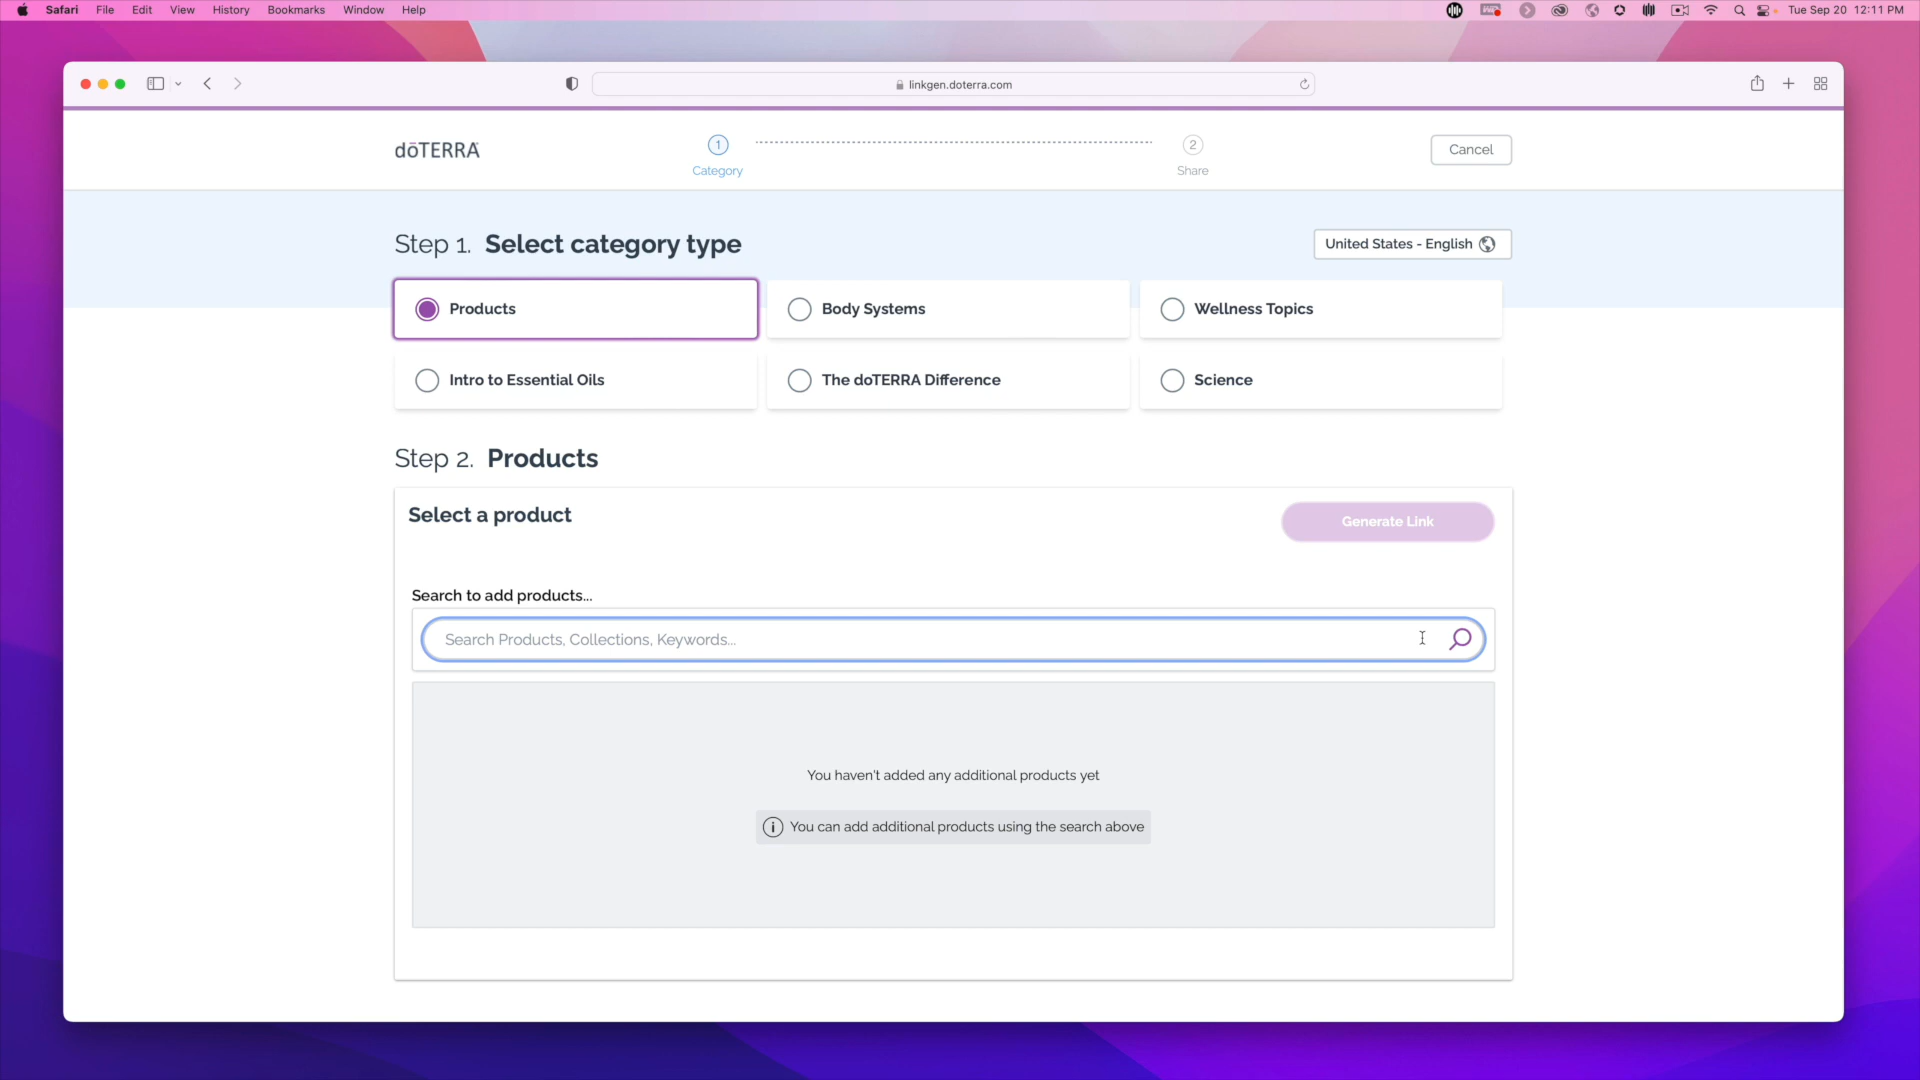 Safari File Edit View History Bookmarks Window Help Tue Sep 20 12:11 PM
linkgen.doterra.com
dōTERRA
1
Category
2
Share
Cancel
Step 1. Select category type
United States - English
Products
Body Systems
Wellness Topics
Intro to Essential Oils
The doTERRA Difference
Science
Step 2. Products
Select a product
Generate Link
Search to add products...
Search Products, Collections, Keywords...
You haven't added any additional products yet
You can add additional products using the search above